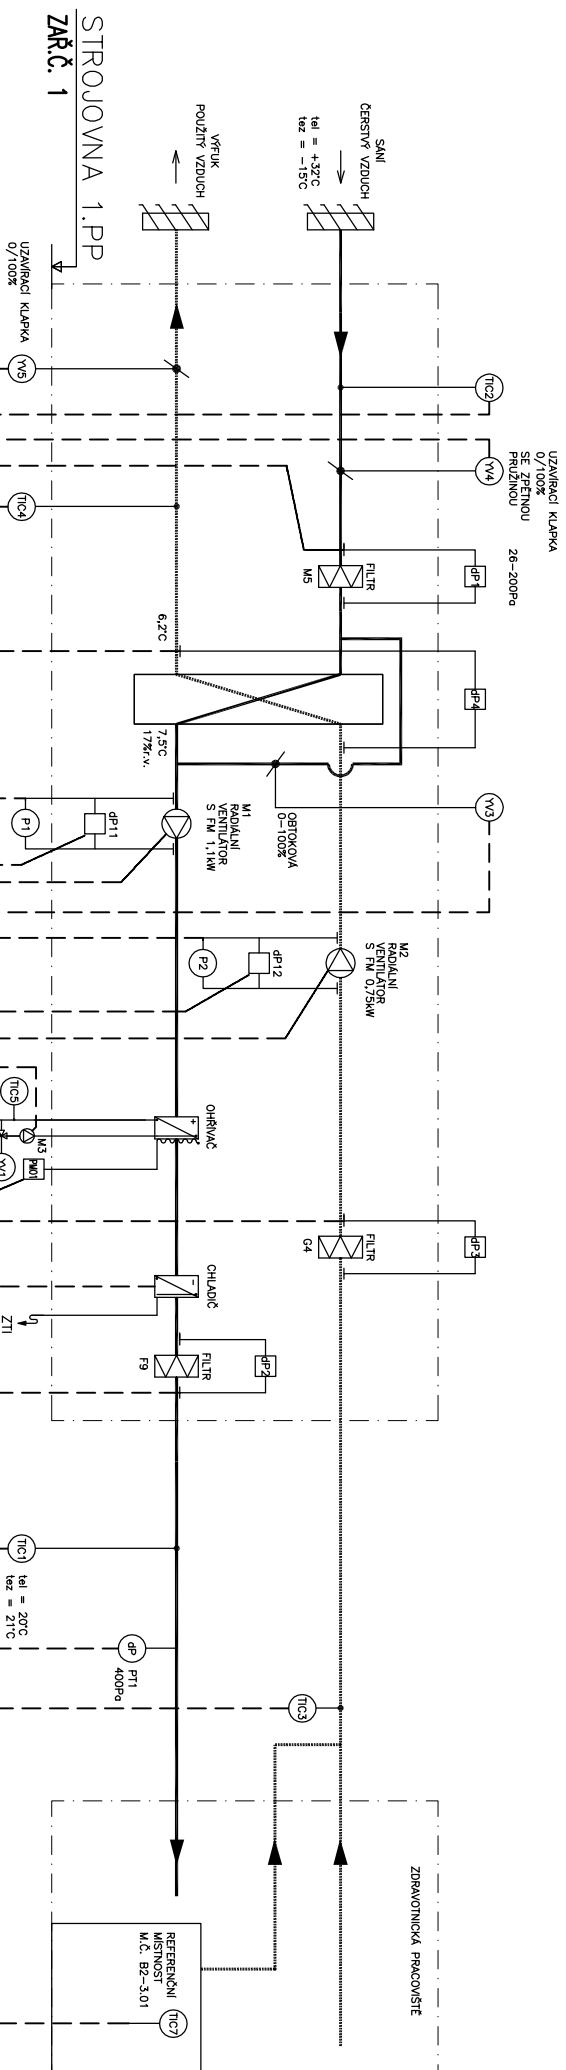 STROJOVNA 1.PP
ZAŘ.Č. 1
SÁNÍ
ČERSTVÝ VZDUCH
tel = +32°C
tez = -15°C
VÝFUK
POUŽITÝ VZDUCH
UZAVÍRACÍ KLAPKA
0/100%
YV5
TIC2
UZAVÍRACÍ KLAPKA
0/100%
SE ZPĚTNOU
PRUŽINOU
YV4
TIC4
26-200Pa
dP1
FILTR
M5
6,2°C
dP4
7,5°C
17%r.v.
OBTOKOVÁ
0-100%
YV3
M1
RADIÁLNÍ
VENTILÁTOR
S FM 1,1kW
dP11
P1
M2
RADIÁLNÍ
VENTILÁTOR
S FM 0,75kW
dP12
P2
OHŘÍVAČ
TIC5
M3
YV1
PM01
FILTR
G4
dP3
CHLADIČ
ZTI
FILTR
F9
dP2
TIC1
tel = 20°C
tez = 21°C
dP
PT1
400Pa
TIC3
ZDRAVOTNICKÁ PRACOVIŠTĚ
REFERENČNÍ
MÍSTNOST
M.Č. B2-3.01
TIC7